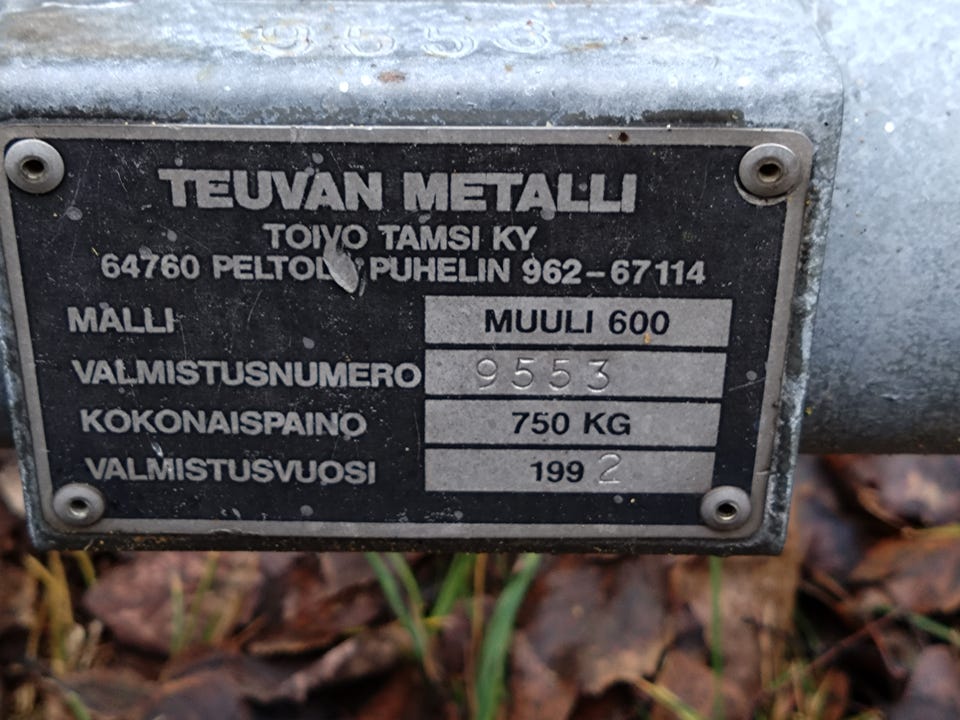 9553
TEUVAN METALLI
TOIVO TAMSI KY
64760 PUHELIN 962-67114
MALLI MUULI 600
VALMISTUSNUMERO 9553
KOKONAISPAINO 750 KG
VALMISTUSVUOSI 1992